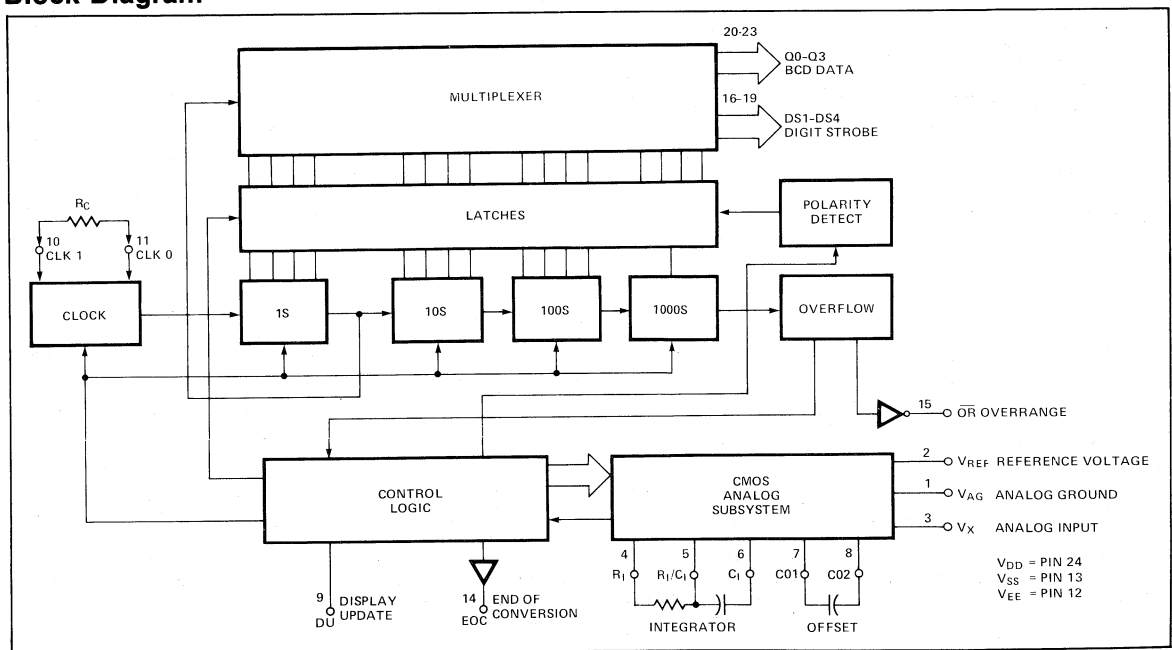 Block Diagram
20-23
Q0-Q3
BCD DATA
MULTIPLEXER
16-19
DS1-DS4
DIGIT STROBE
RC
10
CLK 1
11
CLK 0
LATCHES
POLARITY
DETECT
CLOCK
1S
10S
100S
1000S
OVERFLOW
15
OR OVERRANGE
2
VREF REFERENCE VOLTAGE
1
VAG ANALOG GROUND
3
VX ANALOG INPUT
CONTROL
LOGIC
CMOS
ANALOG
SUBSYSTEM
4
RI
5
RI/CI
6
CI
7
C01
8
C02
VDD = PIN 24
VSS = PIN 13
VEE = PIN 12
9
DU
DISPLAY
UPDATE
14
EOC
END OF
CONVERSION
INTEGRATOR
OFFSET